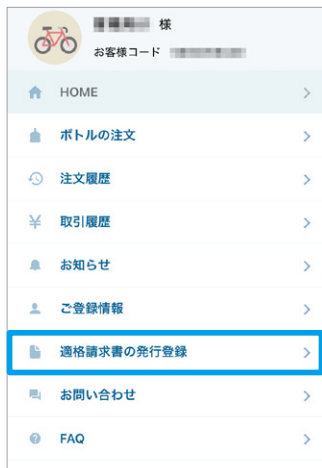 様
お客様コード
HOME
ボトルの注文
注文履歴
取引履歴
お知らせ
ご登録情報
適格請求書の発行登録
お問い合わせ
FAQ